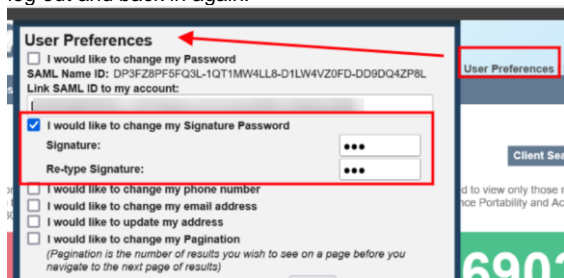 log out and back in again.
User Preferences
I would like to change my Password
SAML Name ID: DP3FZ8PF5FQ3L-1QT1MW4LL8-D1LW4VZ0FD-DD9DQ4ZP8L
Link SAML ID to my account:
I would like to change my Signature Password
Signature: •••
Re-type Signature: •••
I would like to change my phone number
I would like to change my email address
I would like to update my address
I would like to change my Pagination
(Pagination is the number of results you wish to see on a page before you
navigate to the next page of results)
User Preferences
Client Sea
d to view only those
nce Portability and Ac
690